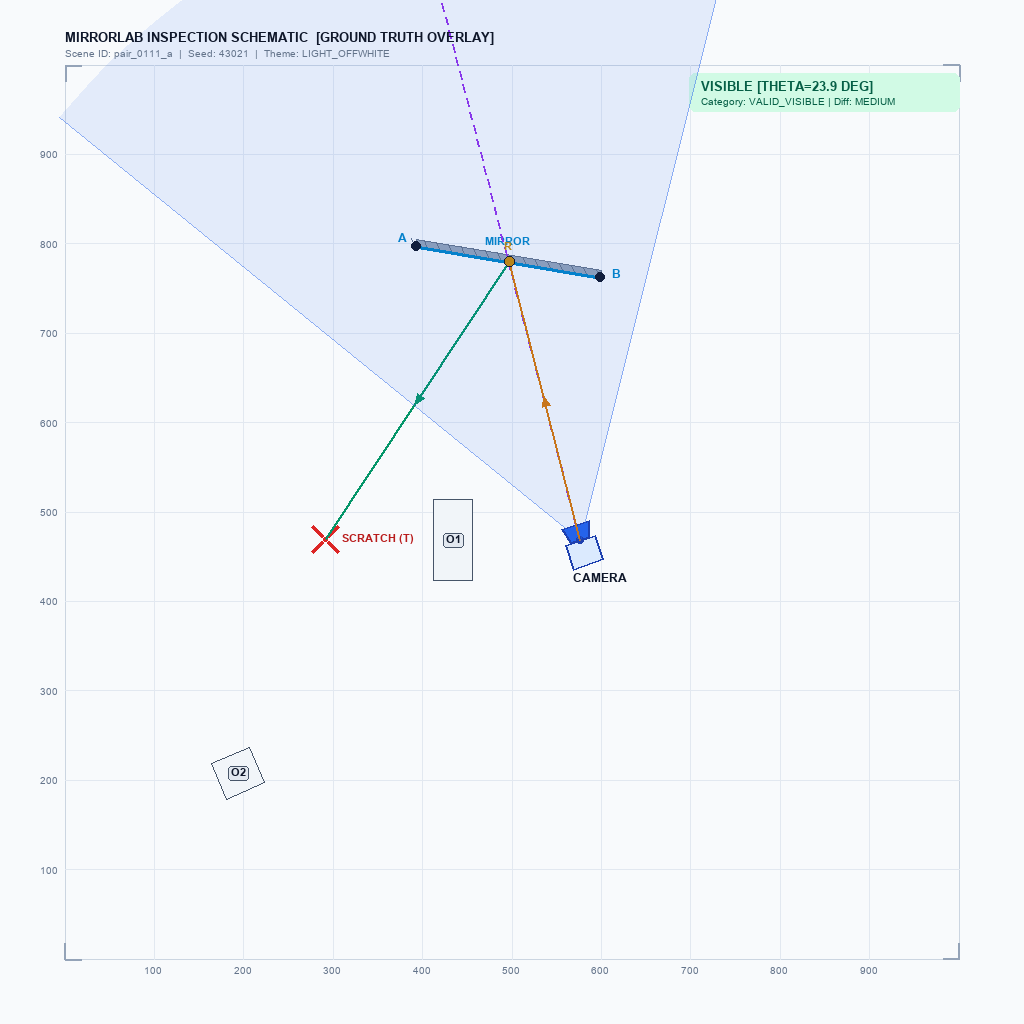 MIRRORLAB INSPECTION SCHEMATIC  [GROUND TRUTH OVERLAY]
Scene ID: pair_0111_a  |  Seed: 43021  |  Theme: LIGHT_OFFWHITE
VISIBLE [THETA=23.9 DEG]
Category: VALID_VISIBLE | Diff: MEDIUM
900
800
A
MIRROR
R
B
700
600
500
SCRATCH (T)
O1
CAMERA
400
300
O2
200
100
100 200 300 400 500 600 700 800 900